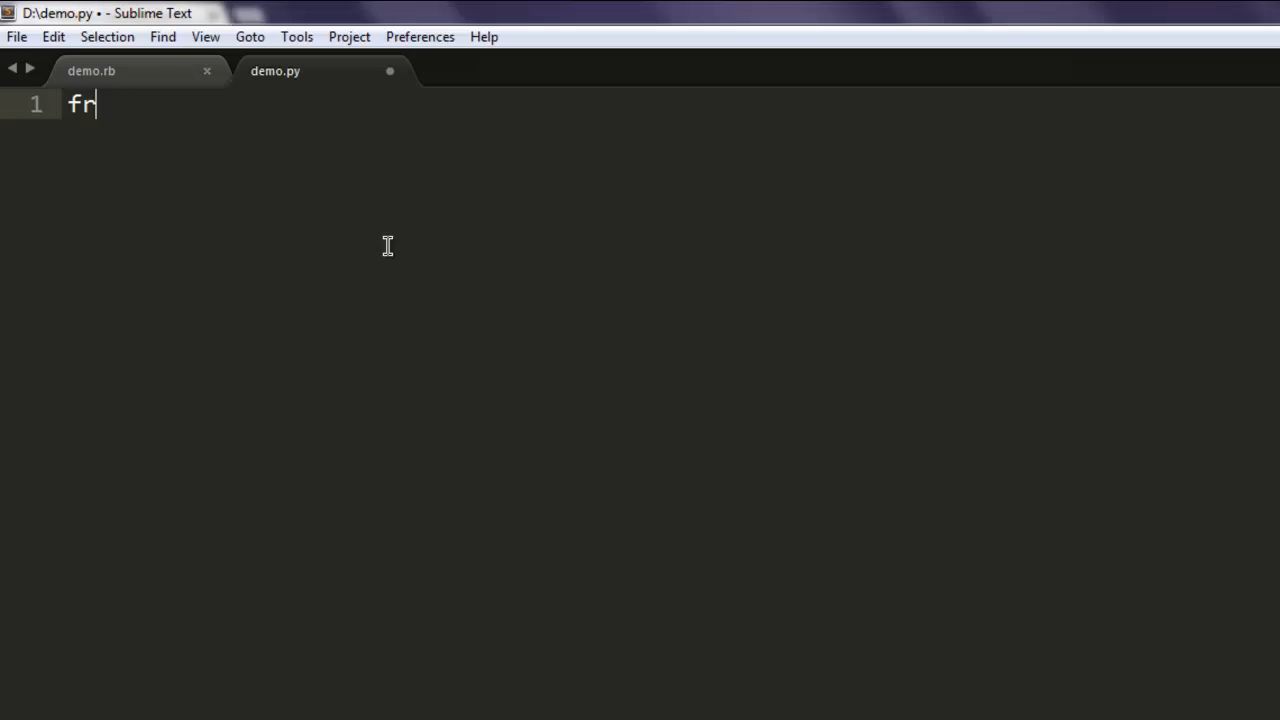 D:\demo.py • - Sublime Text
File Edit Selection Find View Goto Tools Project Preferences Help
demo.rb demo.py
1 fr